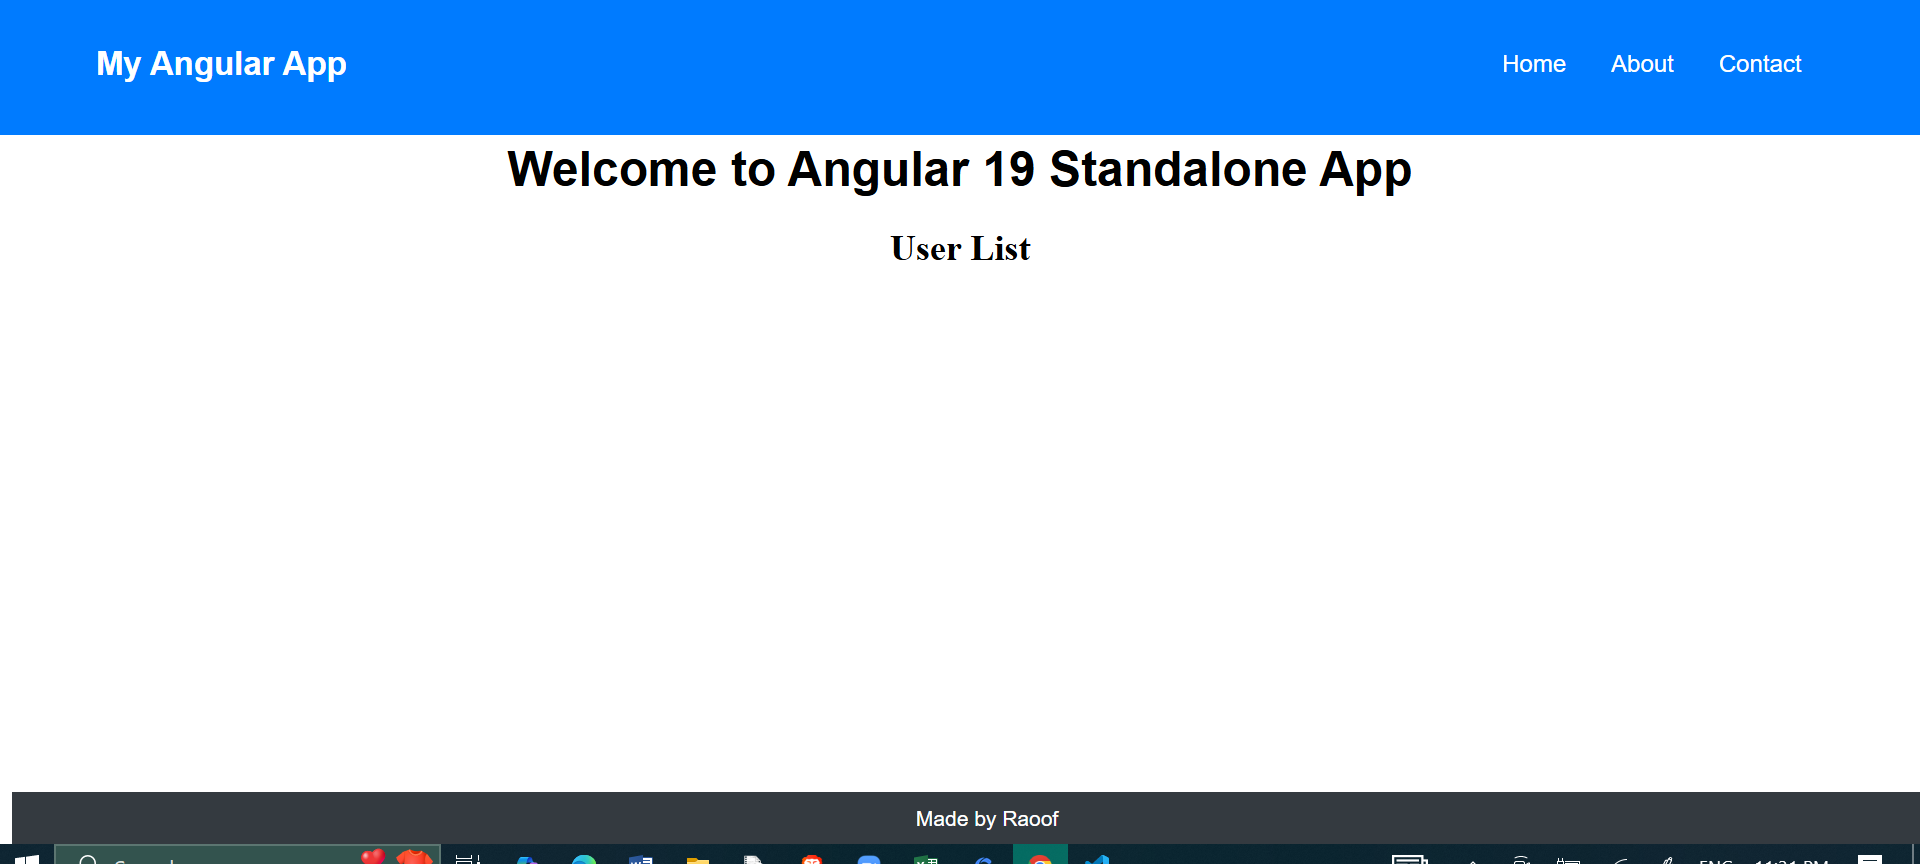 My Angular App
Home About Contact
Welcome to Angular 19 Standalone App
User List
Made by Raoof